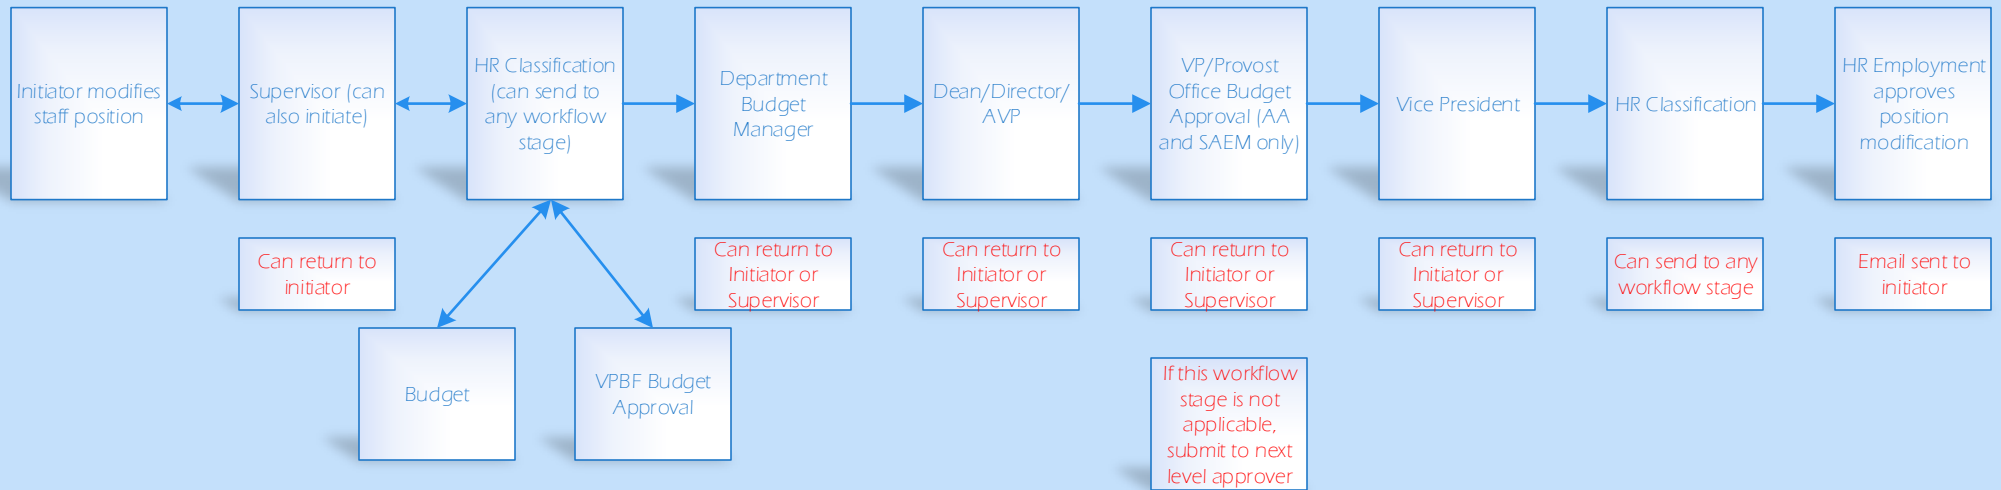 Initiator modifies
staff position
Supervisor (can
also initiate)
HR Classification
(can send to
any workflow
stage)
Department
Budget
Manager
Dean/Director/
AVP
VP/Provost
Office Budget
Approval (AA
and SAEM only)
Vice President
HR Classification
HR Employment
approves
position
modification
Can return to
initiator
Can return to
Initiator or
Supervisor
Can return to
Initiator or
Supervisor
Can return to
Initiator or
Supervisor
Can return to
Initiator or
Supervisor
Can send to any
workflow stage
Email sent to
initiator
Budget
VPBF Budget
Approval
If this workflow
stage is not
applicable,
submit to next
level approver